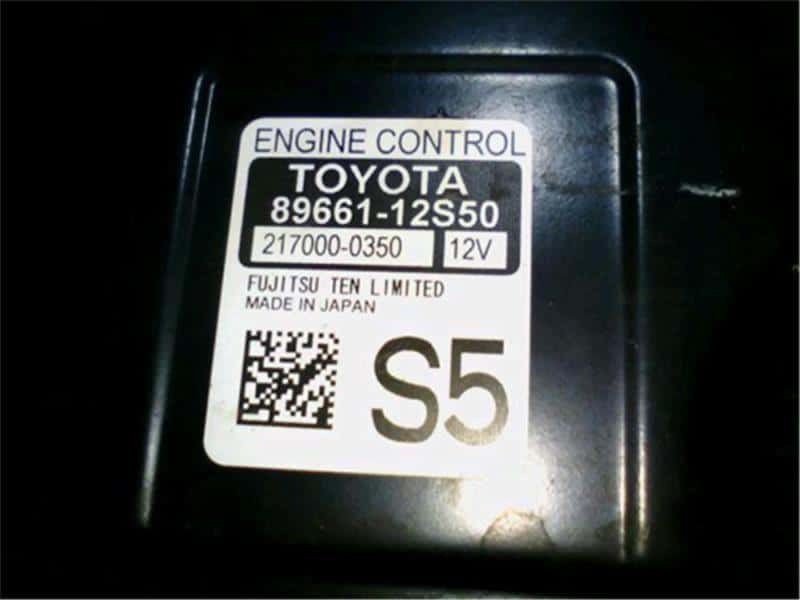 ENGINE CONTROL
TOYOTA
89661-12S50
217000-0350 12V
FUJITSU TEN LIMITED
MADE IN JAPAN
S5